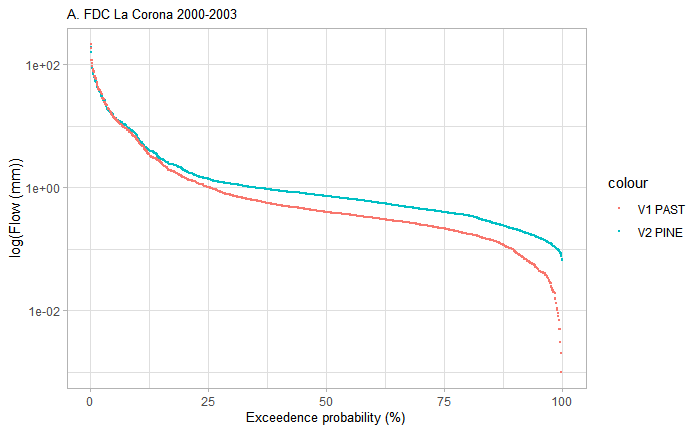 A. FDC La Corona 2000-2003
log(Flow (mm))
1e+02
1e+00
1e-02
0 25 50 75 100
Exceedence probability (%)
colour
V1 PAST
V2 PINE